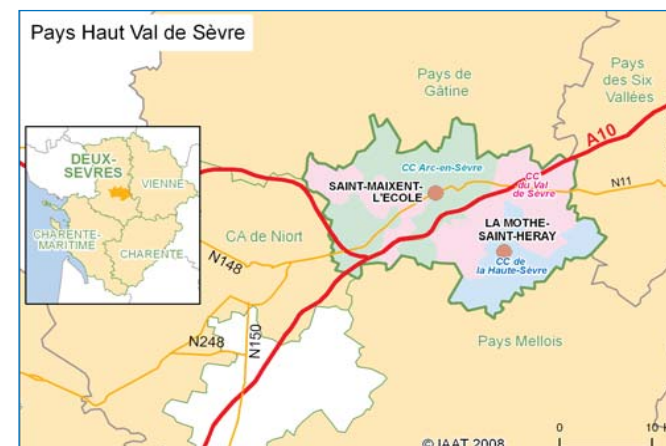 Pays Haut Val de Sèvre
Pays de
Gâtine
Pays
des Six
Vallées
A10
DEUX-
SEVRES
VIENNE
CHARENTE-
MARITIME
CHARENTE
CC Arc-en-Sèvre
CC
du Val
de Sèvre
N11
SAINT-MAIXENT-
L'ECOLE
LA MOTHE-
SAINT-HERAY
CC de
la Haute-Sèvre
CA de Niort
N148
N248
N150
Pays Mellois
© IAAT 2008
0
10